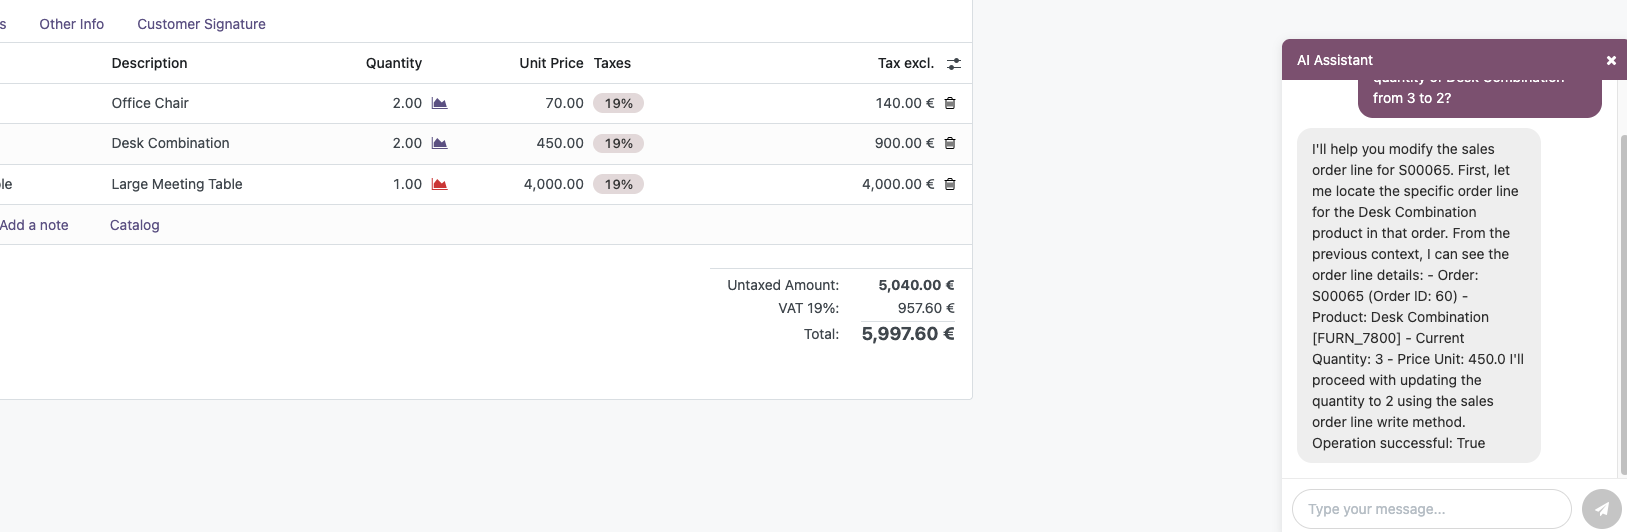 s Other Info Customer Signature
Description Quantity Unit Price Taxes Tax excl.
Office Chair 2.00 70.00 19% 140.00 €
Desk Combination 2.00 450.00 19% 900.00 €
le Large Meeting Table 1.00 4,000.00 19% 4,000.00 €
Add a note Catalog
Untaxed Amount: 5,040.00 €
VAT 19%: 957.60 €
Total: 5,997.60 €
AI Assistant
quantity of Desk Combination
from 3 to 2?
I'll help you modify the sales
order line for S00065. First, let
me locate the specific order line
for the Desk Combination
product in that order. From the
previous context, I can see the
order line details: - Order:
S00065 (Order ID: 60) -
Product: Desk Combination
[FURN_7800] - Current
Quantity: 3 - Price Unit: 450.0 I'll
proceed with updating the
quantity to 2 using the sales
order line write method.
Operation successful: True
Type your message...